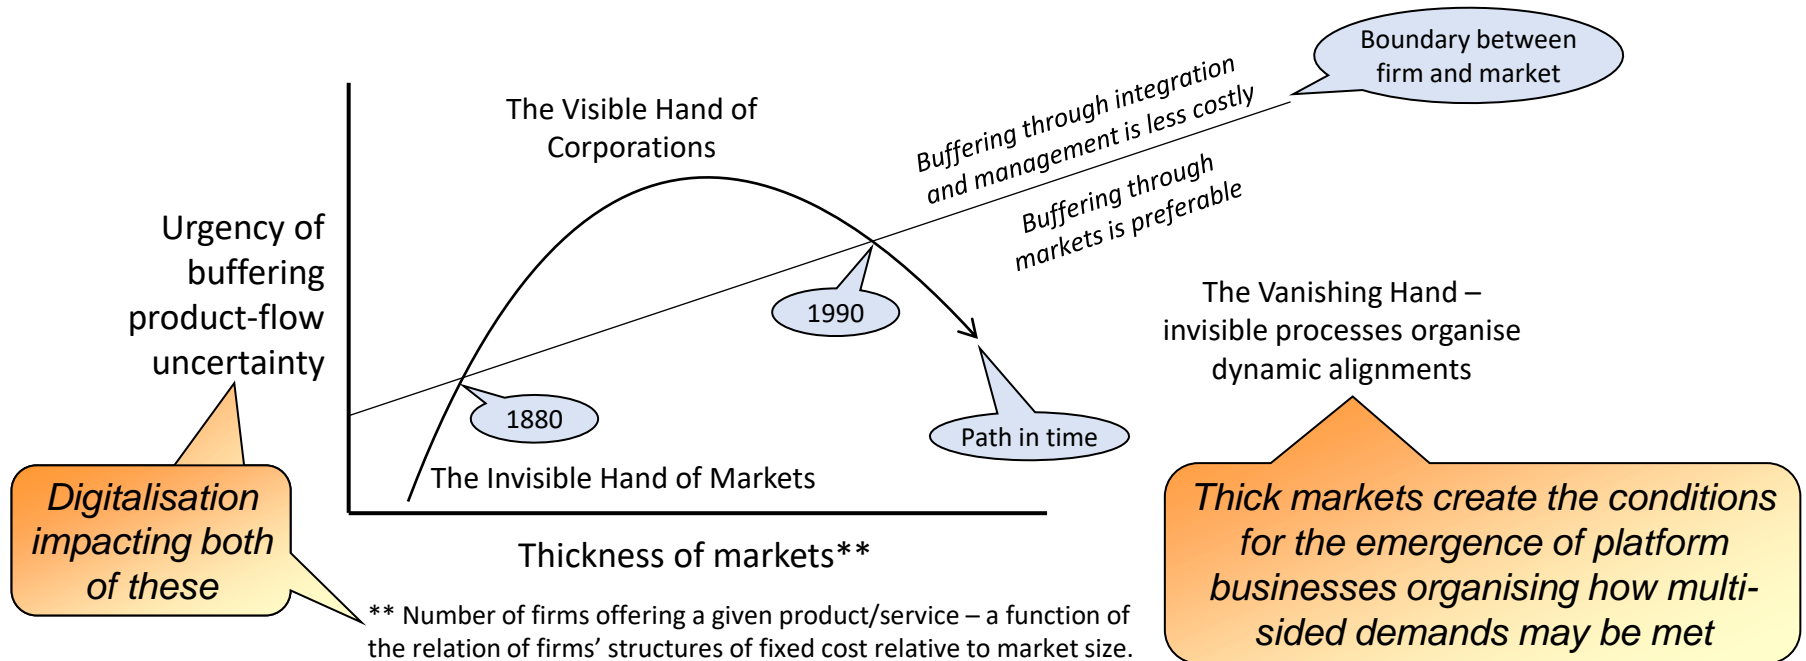 Boundary between
firm and market
Buffering through integration
and management is less costly
Buffering through
markets is preferable
The Visible Hand of
Corporations
Urgency of
buffering
product-flow
uncertainty
1990
The Vanishing Hand –
invisible processes organise
dynamic alignments
1880
Path in time
The Invisible Hand of Markets
Digitalisation
impacting both
of these
Thick markets create the conditions
for the emergence of platform
businesses organising how multi-
sided demands may be met
Thickness of markets**
** Number of firms offering a given product/service – a function of
the relation of firms’ structures of fixed cost relative to market size.